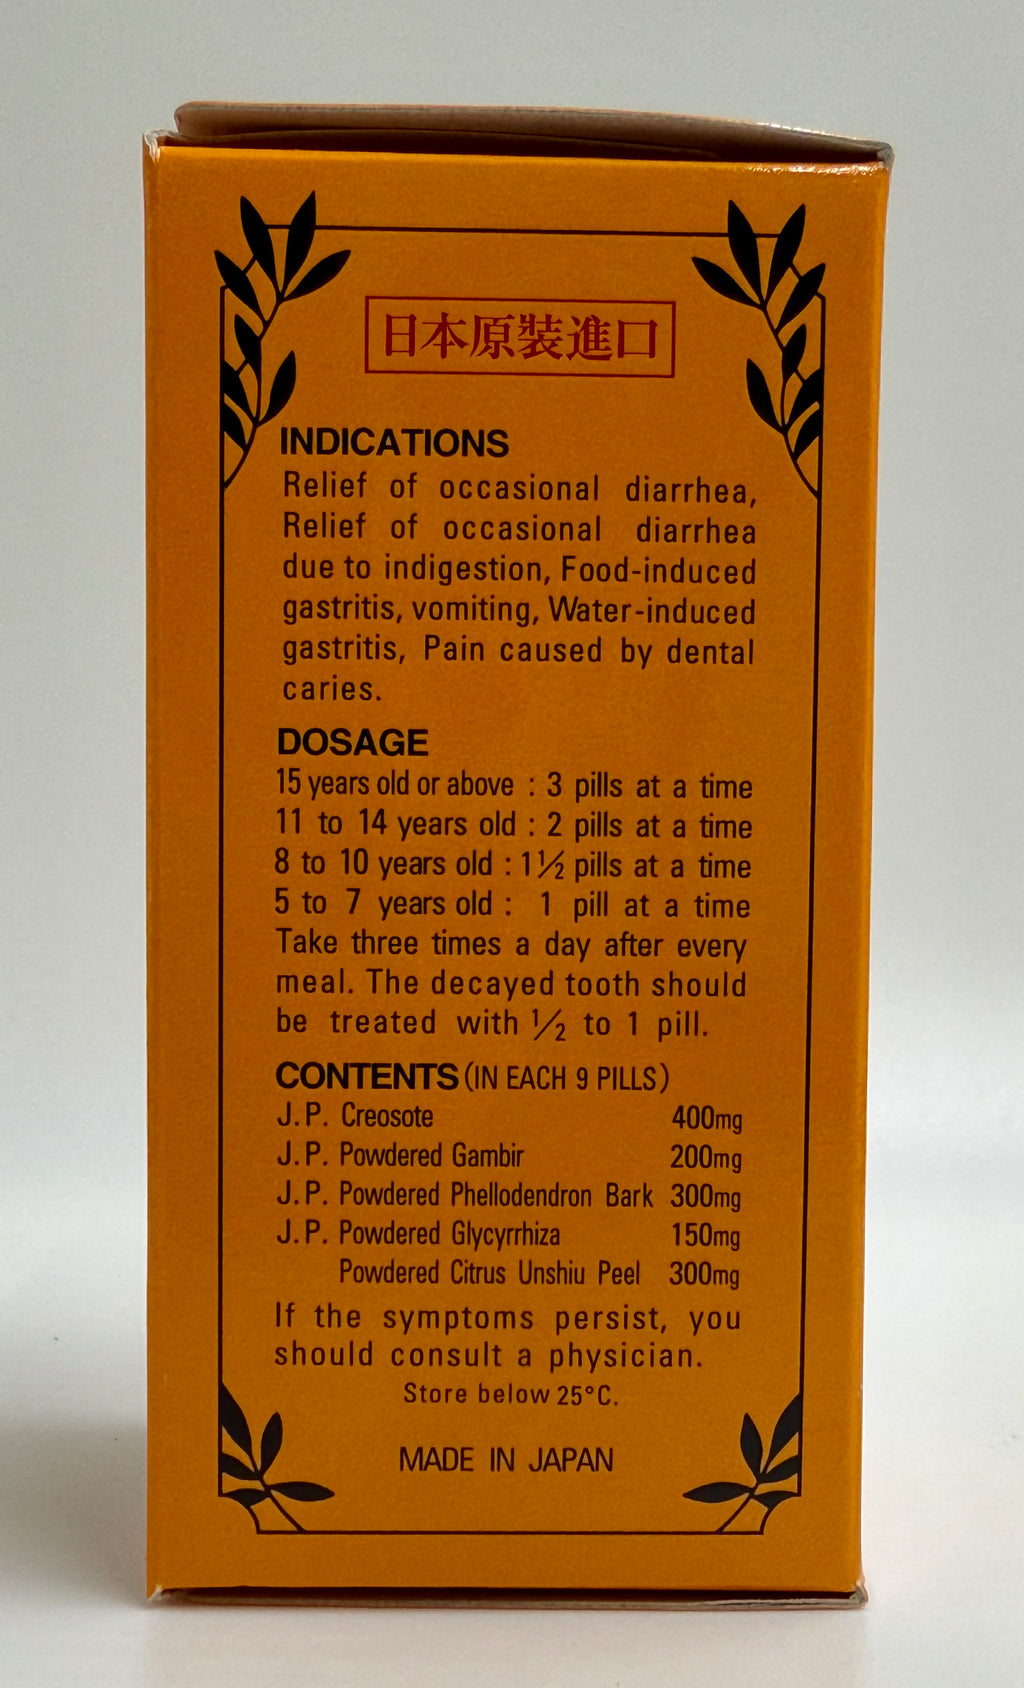 日本原裝進口
INDICATIONS
Relief of occasional diarrhea,
Relief of occasional diarrhea
due to indigestion, Food-induced
gastritis, vomiting, Water-induced
gastritis, Pain caused by dental
caries.
DOSAGE
15 years old or above : 3 pills at a time
11 to 14 years old : 2 pills at a time
8 to 10 years old : 1 ½ pills at a time
5 to 7 years old : 1 pill at a time
Take three times a day after every
meal. The decayed tooth should
be treated with ½ to 1 pill.
CONTENTS (IN EACH 9 PILLS)
J.P. Creosote 400mg
J.P. Powdered Gambir 200mg
J.P. Powdered Phellodendron Bark 300mg
J.P. Powdered Glycyrrhiza 150mg
Powdered Citrus Unshiu Peel 300mg
If the symptoms persist, you
should consult a physician.
Store below 25°C.
MADE IN JAPAN